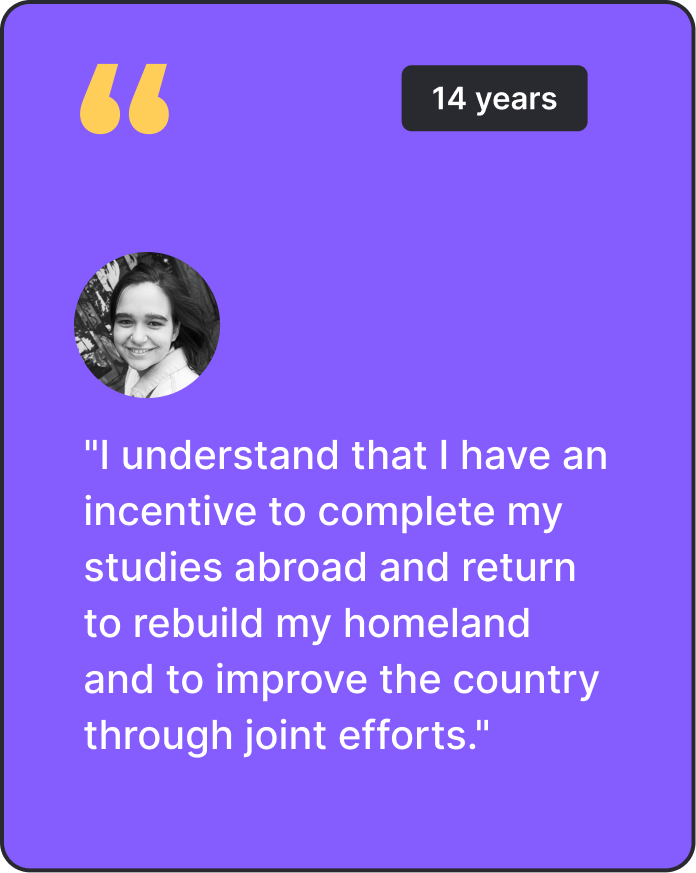 14 years
"I understand that I have an
incentive to complete my
studies abroad and return
to rebuild my homeland
and to improve the country
through joint efforts."